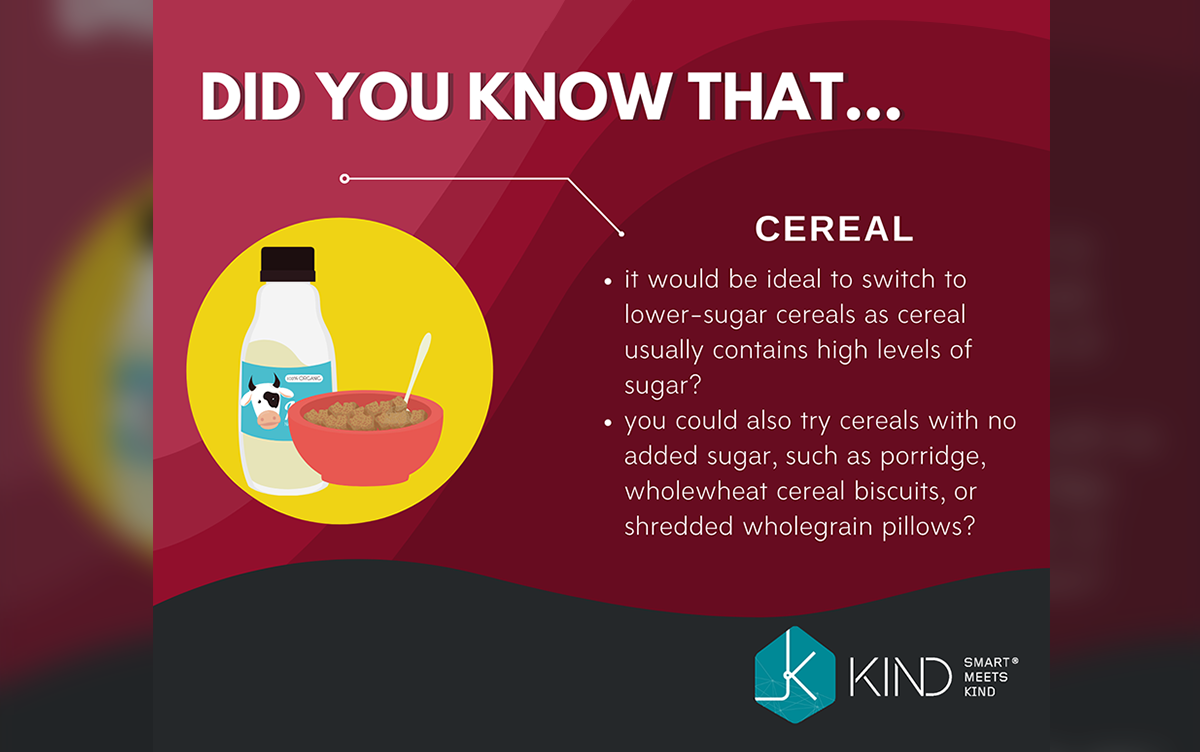 DID YOU KNOW THAT...
CEREAL
• it would be ideal to switch to
lower-sugar cereals as cereal
usually contains high levels of
sugar?
• you could also try cereals with no
added sugar, such as porridge,
wholewheat cereal biscuits, or
shredded wholegrain pillows?
100% ORGANIC
KIND
SMART®
MEETS
KIND